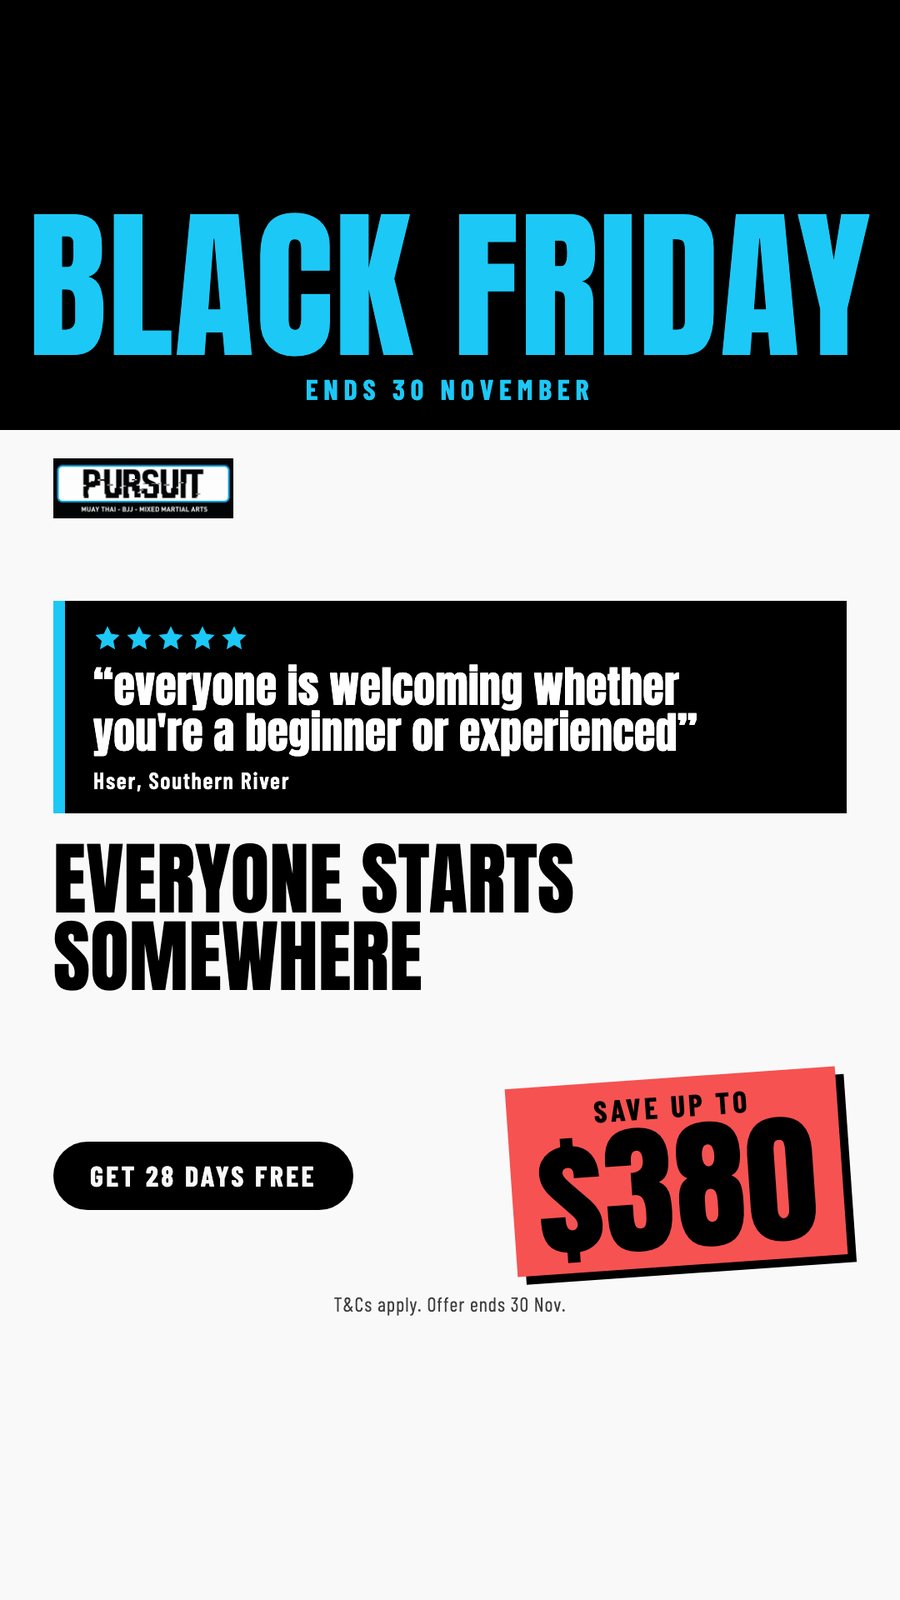 BLACK FRIDAY
ENDS 30 NOVEMBER
PURSUIT
MUAY THAI - BJJ - MIXED MARTIAL ARTS
“everyone is welcoming whether
you're a beginner or experienced”
Hser, Southern River
EVERYONE STARTS
SOMEWHERE
SAVE UP TO
$380
GET 28 DAYS FREE
T&Cs apply. Offer ends 30 Nov.